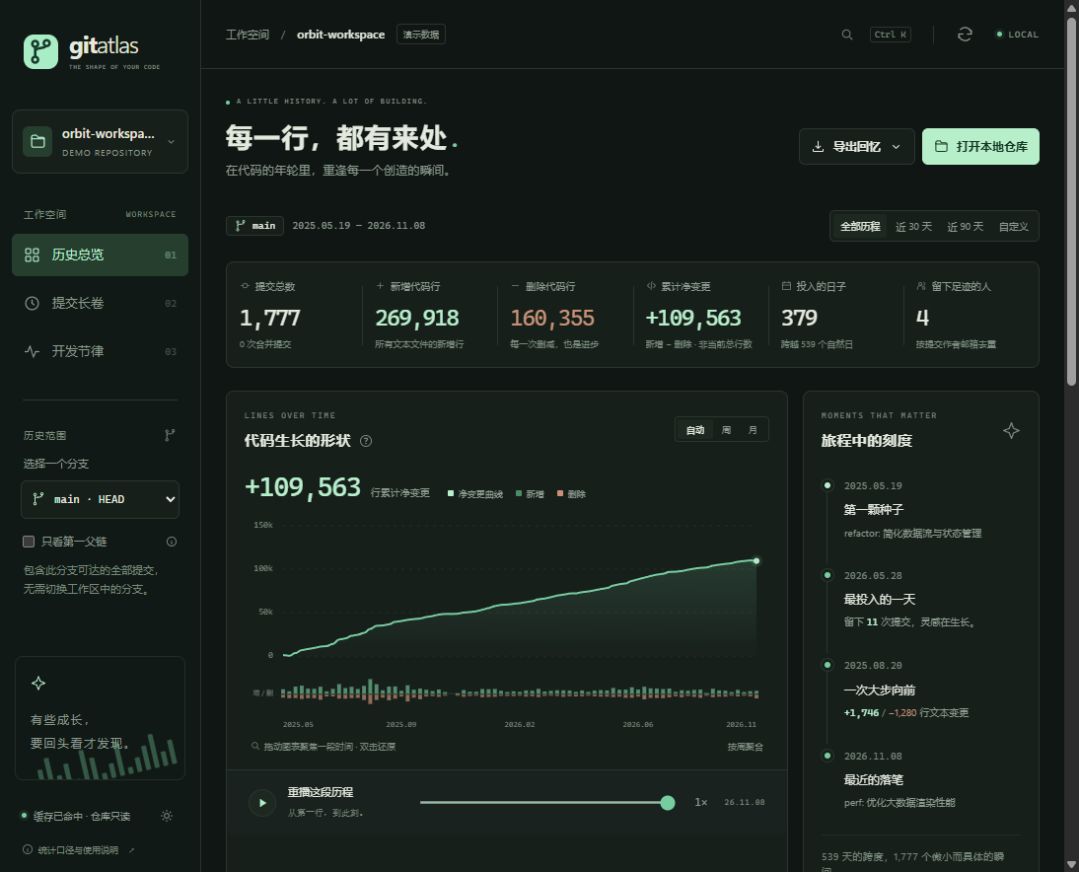 gitatlas
THE SHAPE OF YOUR CODE
orbit-workspa...
DEMO REPOSITORY
工作空间 WORKSPACE
历史总览 01
提交长卷 02
开发节律 03
历史范围
选择一个分支
main · HEAD
只看第一父链
包含此分支可达的全部提交，
无需切换工作区中的分支。
有些成长，
要回头看才发现。
缓存已命中 · 仓库只读
统计口径与使用说明 ↗
工作空间 / orbit-workspace 演示数据
Ctrl K
LOCAL
A LITTLE HISTORY. A LOT OF BUILDING.
每一行，都有来处.
在代码的年轮里，重逢每一个创造的瞬间。
导出回忆
打开本地仓库
main 2025.05.19 — 2026.11.08
全部历程 近 30 天 近 90 天 自定义
提交总数
1,777
0 次合并提交
新增代码行
269,918
所有文本文件的新增行
删除代码行
160,355
每一次删减，也是进步
累计净变更
+109,563
新增 − 删除 · 非当前总行数
投入的日子
379
跨越 539 个自然日
留下足迹的人
4
按提交作者邮箱去重
LINES OVER TIME
代码生长的形状 ?
自动 周 月
+109,563 行累计净变更 净变更曲线 新增 删除
150k
100k
50k
0
增 / 删
2025.05 2025.09 2026.02 2026.06 2026.11
拖动图表聚焦一段时间 · 双击还原 按周聚合
重播这段历程
从第一行，到此刻。
1× 26.11.08
MOMENTS THAT MATTER
旅程中的刻度
2025.05.19
第一颗种子
refactor: 简化数据流与状态管理
2026.05.28
最投入的一天
留下 11 次提交，灵感在生长。
2025.08.20
一次大步向前
+1,746 / −1,280 行文本变更
2026.11.08
最近的落笔
perf: 优化大数据渲染性能
539 天的跨度，1,777 个微小而具体的瞬
间